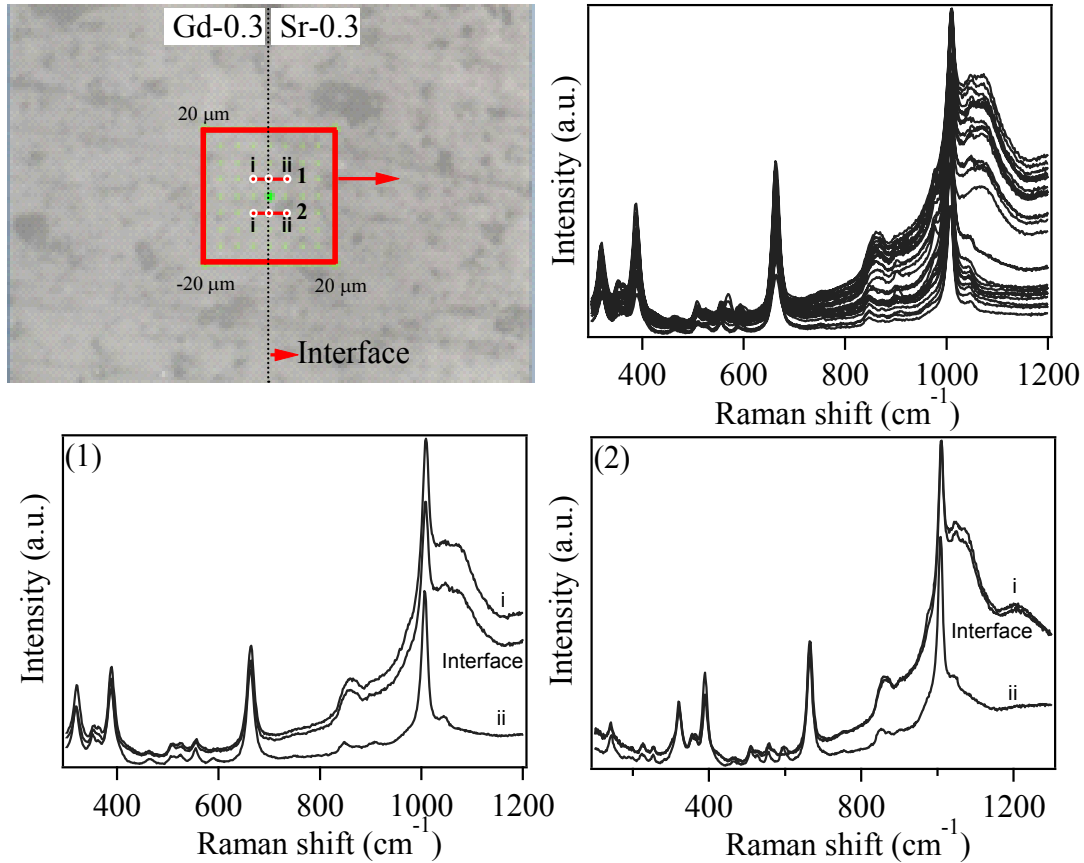 Gd-0.3 Sr-0.3
20 μm
i ii 1
2
i ii
-20 μm 20 μm
Interface
Intensity (a.u.)
400 600 800 1000 1200
Raman shift (cm⁻¹)
(1)
Intensity (a.u.)
i
Interface
ii
400 600 800 1000 1200
Raman shift (cm⁻¹)
(2)
Intensity (a.u.)
i
Interface
ii
400 800 1200
Raman shift (cm⁻¹)